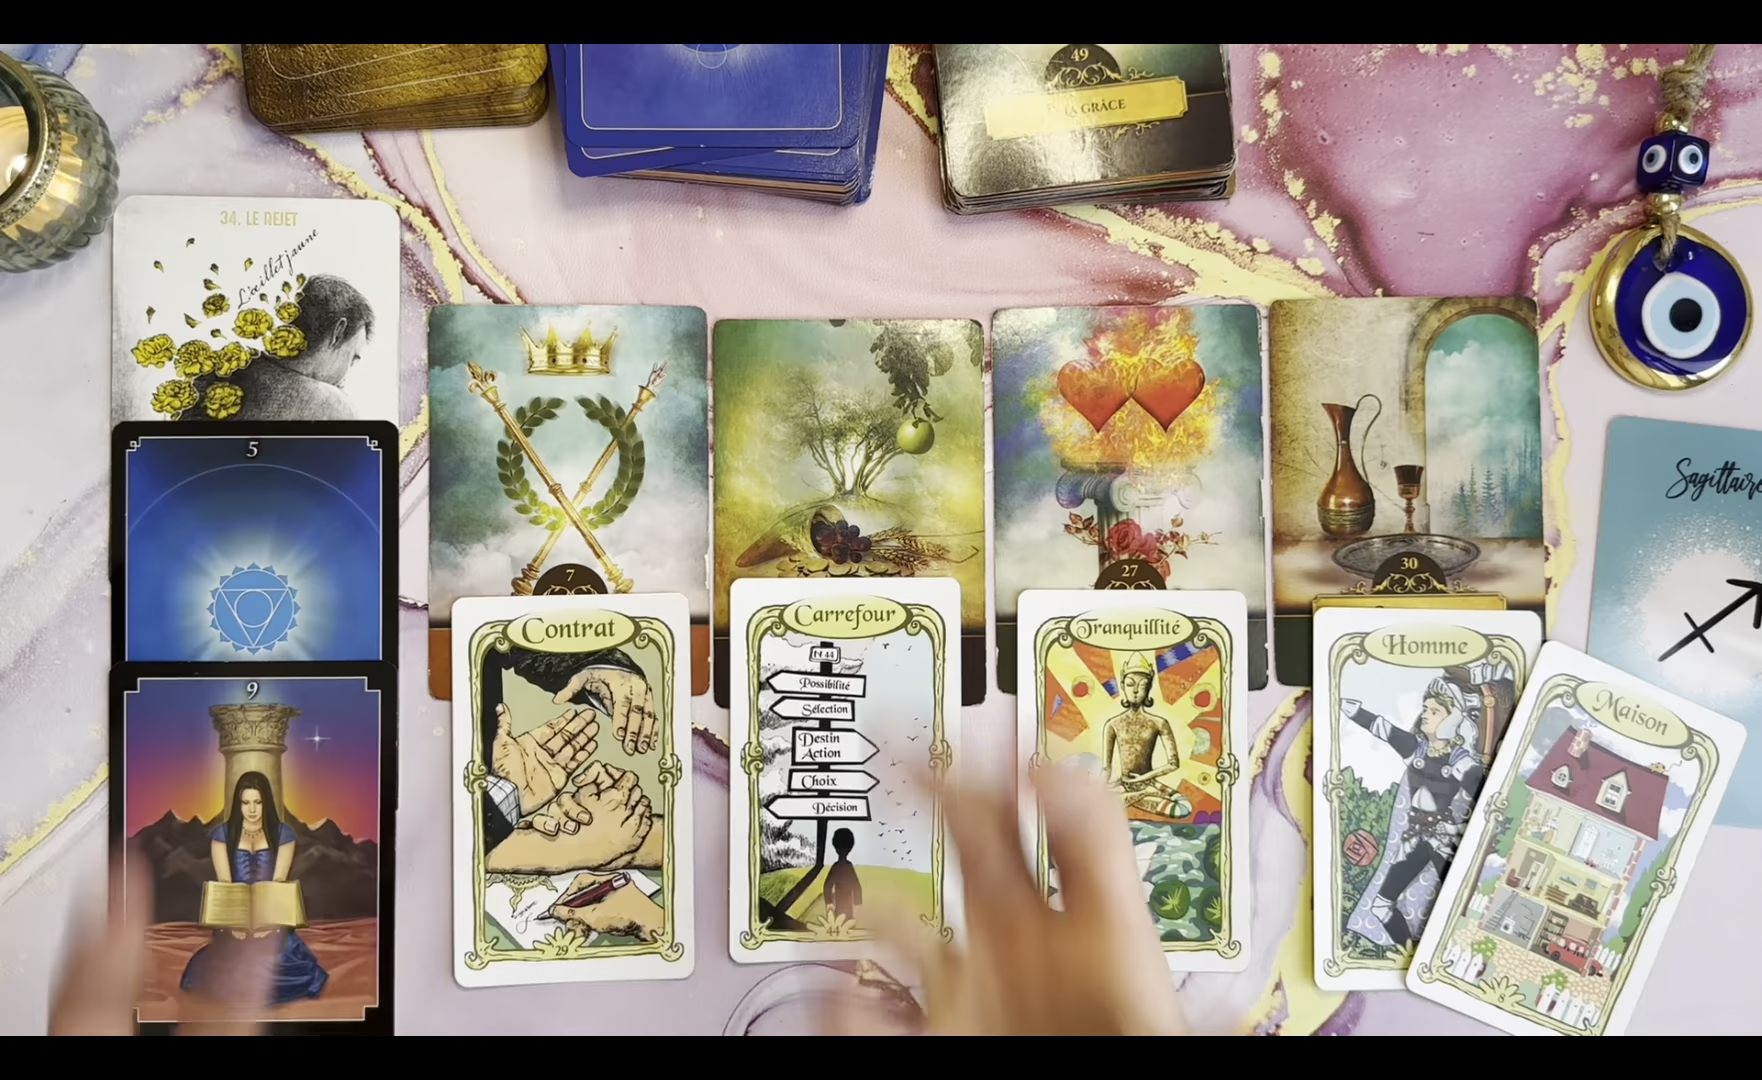 49
LA GRÂCE
34. LE REJET
L'œillet jaune
5
9
7
27
30
Sagittaire
Contrat
29
Carrefour
N 44
Possibilité
Sélection
Destin
Action
Choix
Décision
44
Tranquillité
Homme
Maison
8